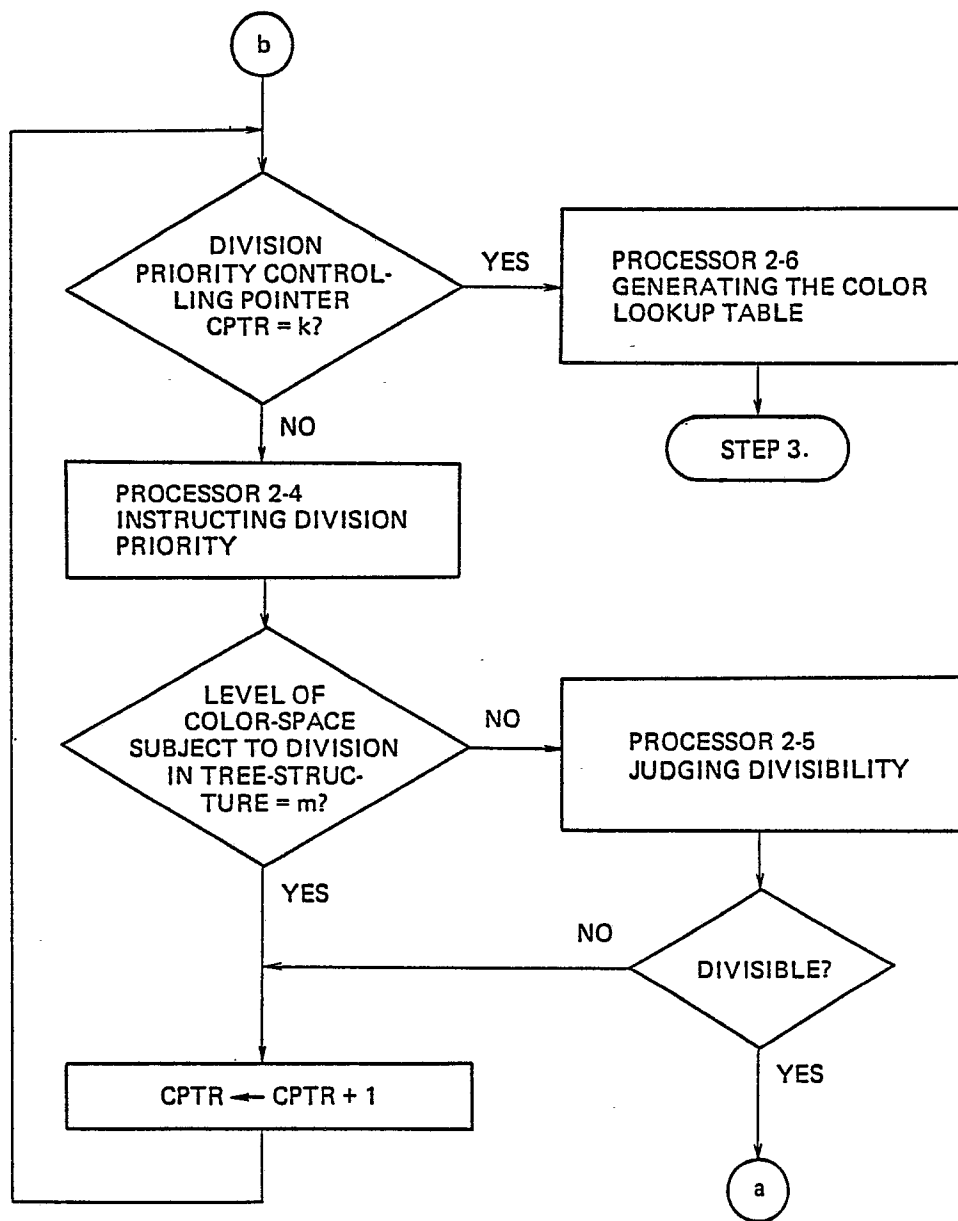 b
DIVISION
PRIORITY CONTROL-
LING POINTER
CPTR = k?
YES
PROCESSOR 2-6
GENERATING THE COLOR
LOOKUP TABLE
NO
STEP 3.
PROCESSOR 2-4
INSTRUCTING DIVISION
PRIORITY
LEVEL OF
COLOR-SPACE
SUBJECT TO DIVISION
IN TREE-STRUC-
TURE = m?
NO
PROCESSOR 2-5
JUDGING DIVISIBILITY
YES
NO
DIVISIBLE?
YES
CPTR ← CPTR + 1
a